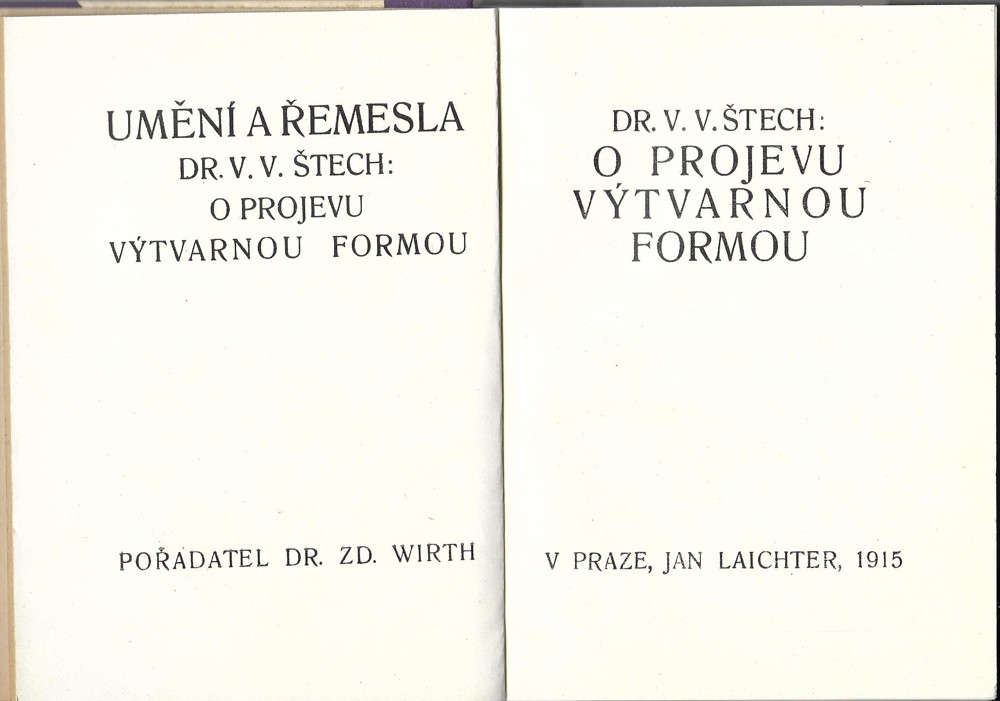 UMĚNÍ A ŘEMESLA
DR. V. V. ŠTECH:
O PROJEVU
VÝTVARNOU FORMOU
POŘADATEL DR. ZD. WIRTH
DR. V. V. ŠTECH:
O PROJEVU
VÝTVARNOU
FORMOU
V PRAZE, JAN LAICHTER, 1915